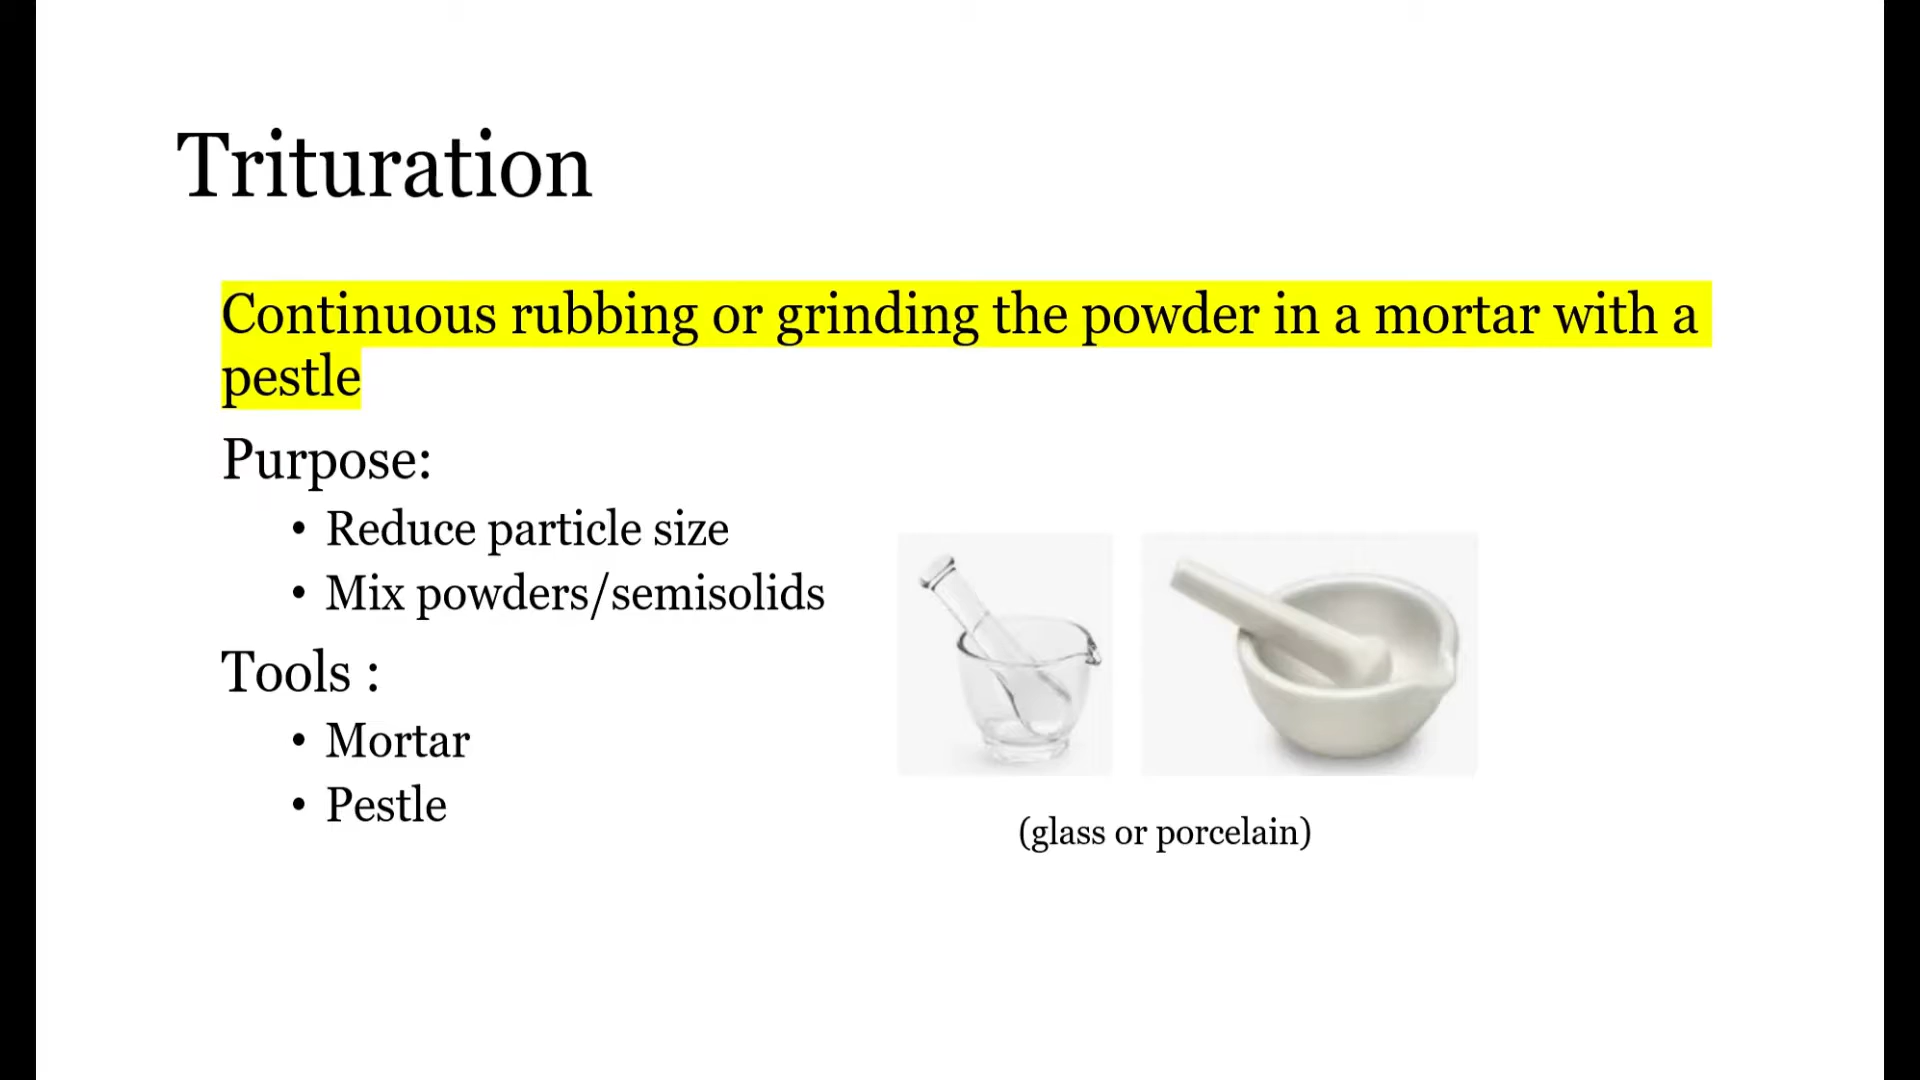 Trituration
Continuous rubbing or grinding the powder in a mortar with a
pestle
Purpose:
• Reduce particle size
• Mix powders/semisolids
Tools :
• Mortar
• Pestle
(glass or porcelain)